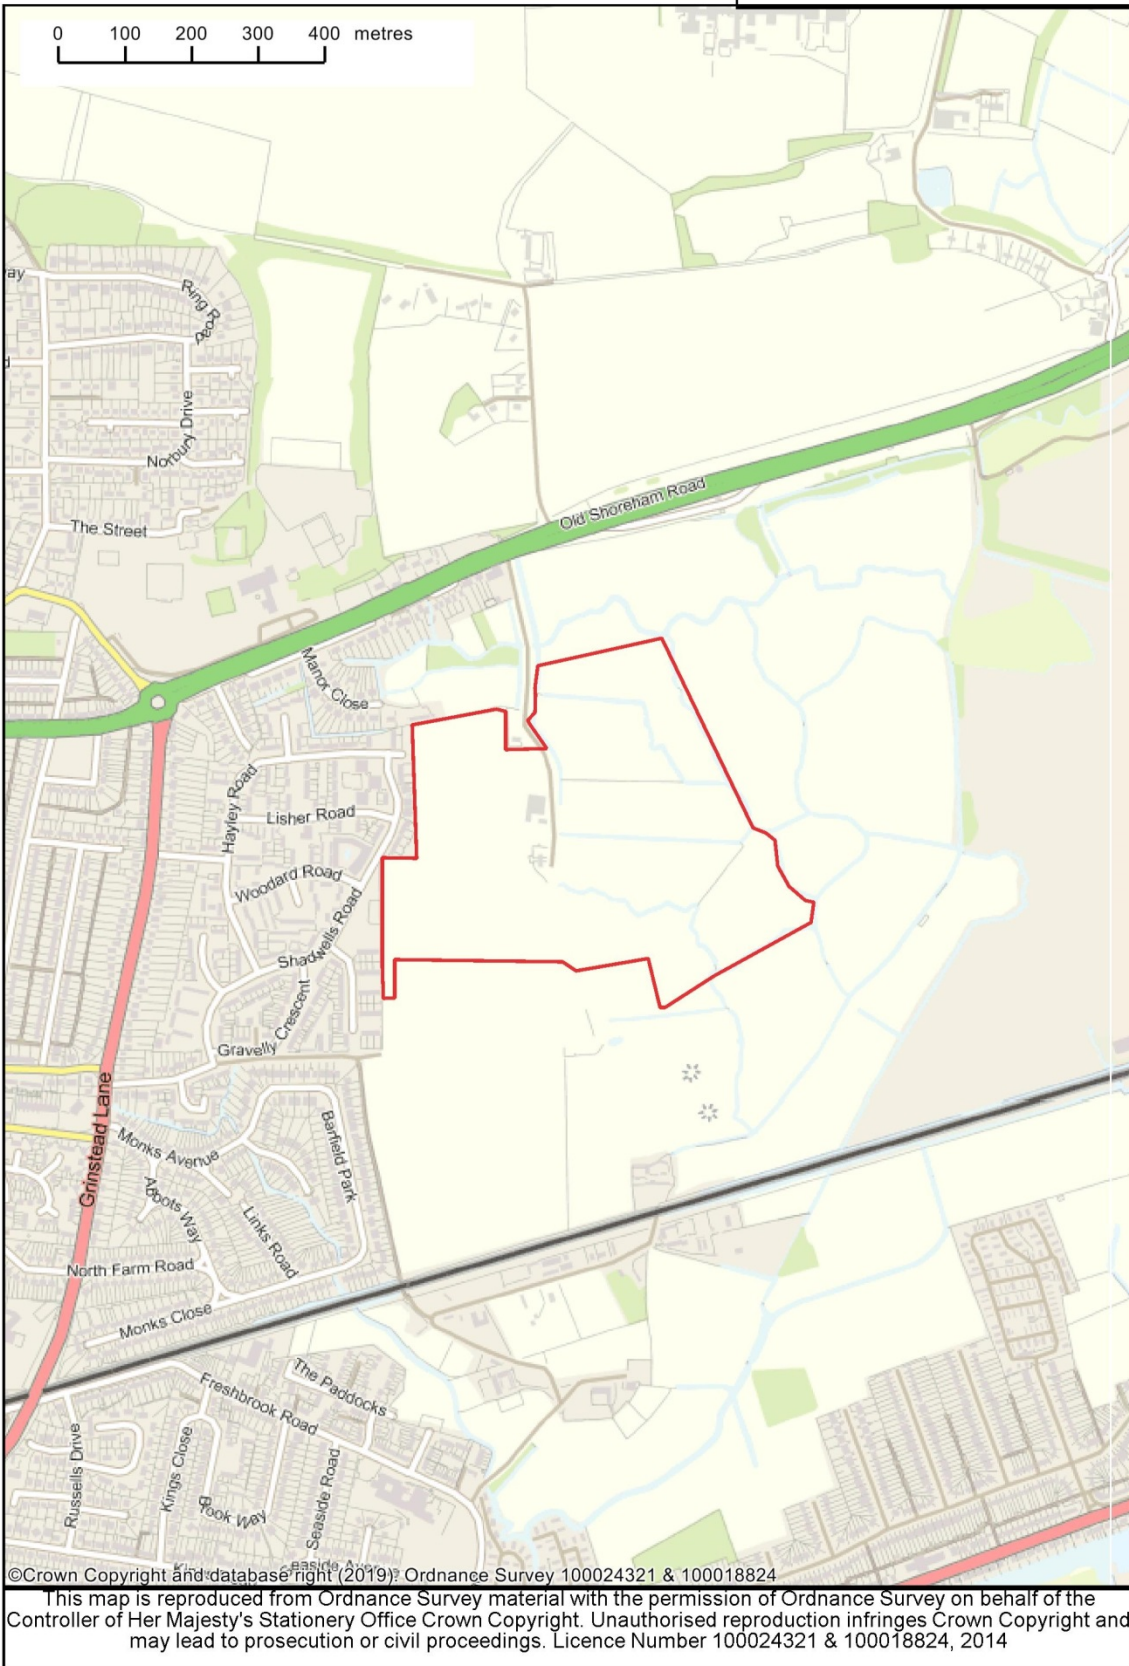 0 100 200 300 400 metres
ay
Ring Road
Norbury Drive
The Street
Old Shoreham Road
Manor Close
Hayley Road
Lisher Road
Woodard Road
Shadwells Road
Gravelly Crescent
Grinstead Lane
Monks Avenue
Barfield Park
Abbots Way
Links Road
North Farm Road
Monks Close
The Paddocks
Freshbrook Road
Russells Drive
Kings Close
Brook Way
Seaside Road
Seaside Avenue
©Crown Copyright and database right (2019). Ordnance Survey 100024321 & 100018824
This map is reproduced from Ordnance Survey material with the permission of Ordnance Survey on behalf of the
Controller of Her Majesty's Stationery Office Crown Copyright. Unauthorised reproduction infringes Crown Copyright and
may lead to prosecution or civil proceedings. Licence Number 100024321 & 100018824, 2014